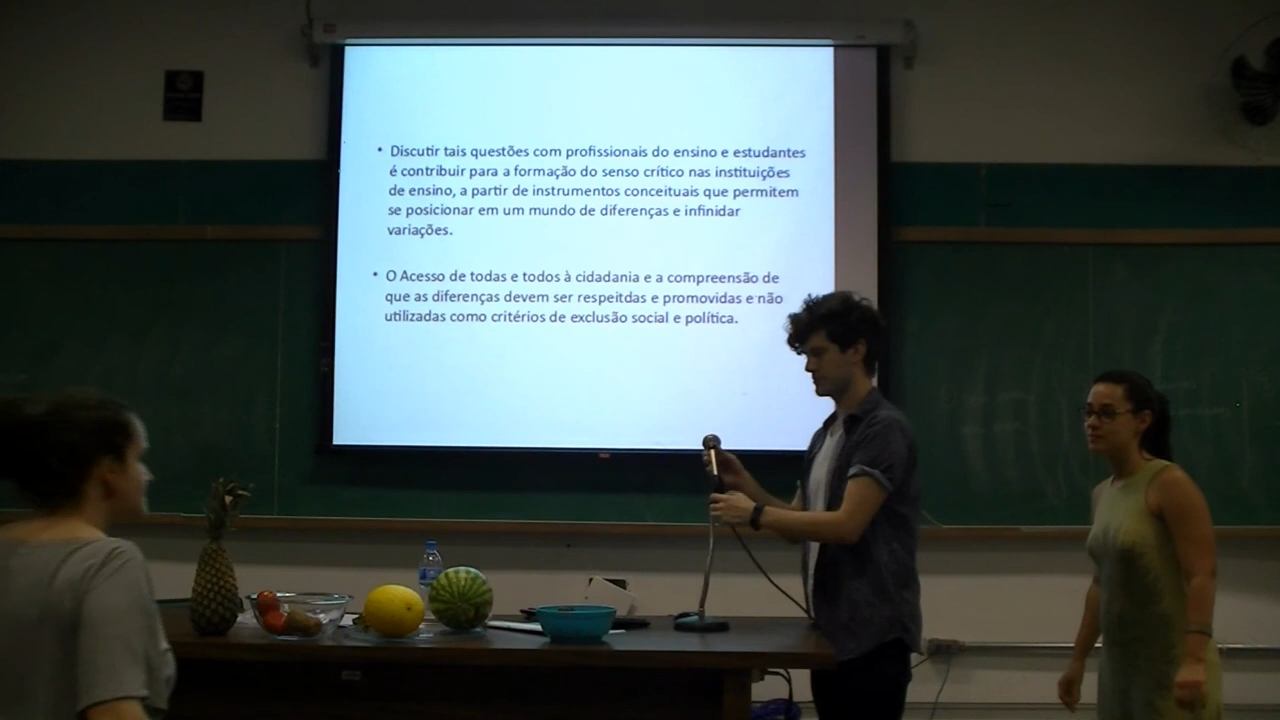 • Discutir tais questões com profissionais do ensino e estudantes
é contribuir para a formação do senso crítico nas instituições
de ensino, a partir de instrumentos conceituais que permitem
se posicionar em um mundo de diferenças e infinidar
variações.
• O Acesso de todas e todos à cidadania e a compreensão de
que as diferenças devem ser respeitdas e promovidas e não
utilizadas como critérios de exclusão social e política.